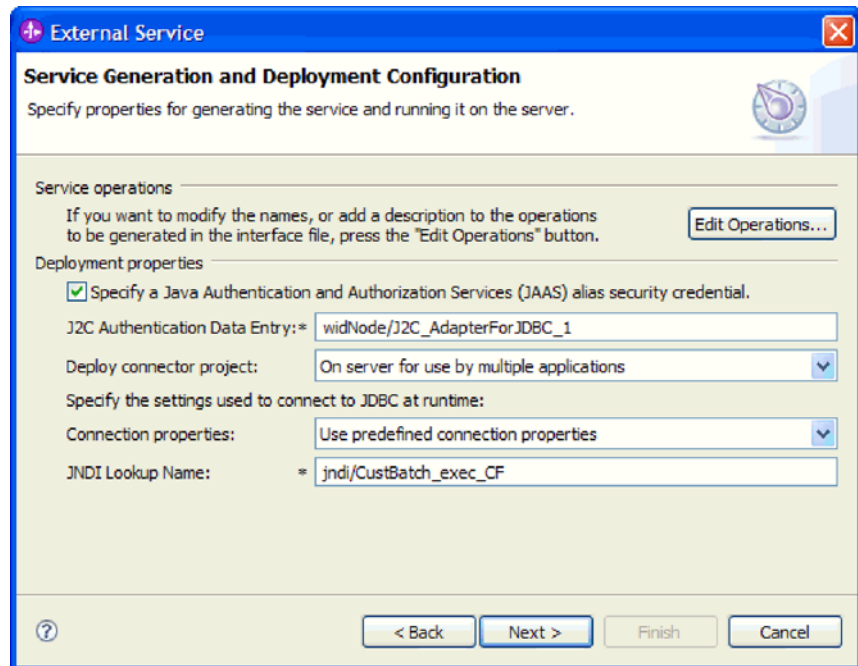 External Service
Service Generation and Deployment Configuration
Specify properties for generating the service and running it on the server.
Service operations
If you want to modify the names, or add a description to the operations
to be generated in the interface file, press the "Edit Operations" button.
Edit Operations...
Deployment properties
Specify a Java Authentication and Authorization Services (JAAS) alias security credential.
J2C Authentication Data Entry:* widNode/J2C_AdapterForJDBC_1
Deploy connector project: On server for use by multiple applications
Specify the settings used to connect to JDBC at runtime:
Connection properties: Use predefined connection properties
JNDI Lookup Name: * jndi/CustBatch_exec_CF
? < Back Next > Finish Cancel